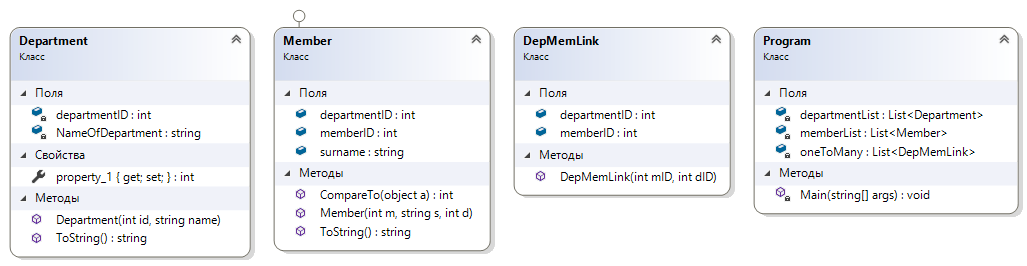 Department
Класс
Поля
departmentID : int
NameOfDepartment : string
Свойства
property_1 { get; set; } : int
Методы
Department(int id, string name)
ToString() : string
Member
Класс
Поля
departmentID : int
memberID : int
surname : string
Методы
CompareTo(object a) : int
Member(int m, string s, int d)
ToString() : string
DepMemLink
Класс
Поля
departmentID : int
memberID : int
Методы
DepMemLink(int mID, int dID)
Program
Класс
Поля
departmentList : List<Department>
memberList : List<Member>
oneToMany : List<DepMemLink>
Методы
Main(string[] args) : void